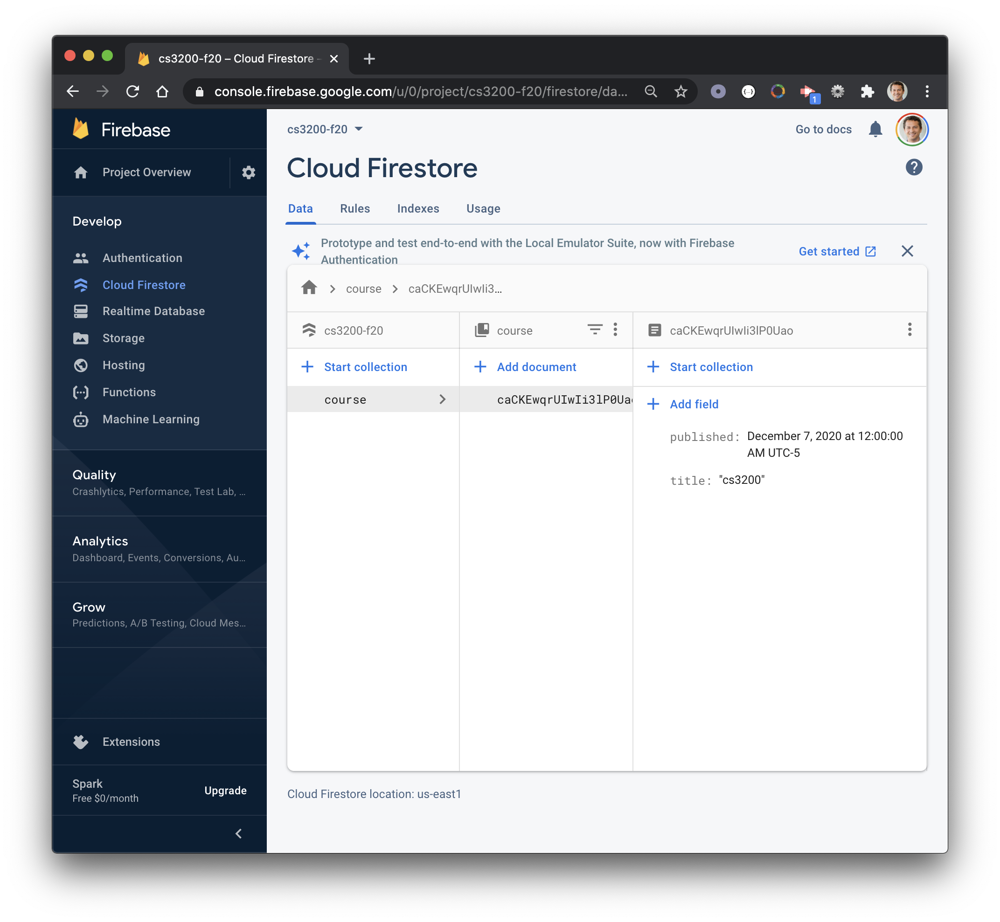 cs3200-f20 – Cloud Firestore -
console.firebase.google.com/u/0/project/cs3200-f20/firestore/da...
{...}
1
Firebase
Project Overview
Develop
Authentication
Cloud Firestore
Realtime Database
Storage
Hosting
Functions
Machine Learning
Quality
Crashlytics, Performance, Test Lab, ...
Analytics
Dashboard, Events, Conversions, Au...
Grow
Predictions, A/B Testing, Cloud Mes...
Extensions
Spark
Free $0/month
Upgrade
cs3200-f20
Go to docs
Cloud Firestore
Data Rules Indexes Usage
Prototype and test end-to-end with the Local Emulator Suite, now with Firebase
Authentication
Get started
course
caCKEwqrUIwIi3...
cs3200-f20
Start collection
course
course
Add document
caCKEwqrUIwIi3lP0Uao
caCKEwqrUIwIi3lP0Uao
Start collection
Add field
published: December 7, 2020 at 12:00:00
AM UTC-5
title: "cs3200"
Cloud Firestore location: us-east1